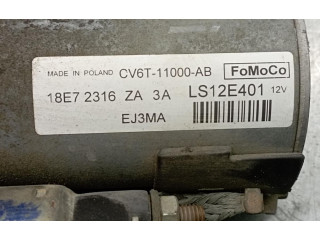 MADE IN POLAND CV6T-11000-AB FoMoCo
18E7 2316 ZA 3A LS12E401 12V
EJ3MA